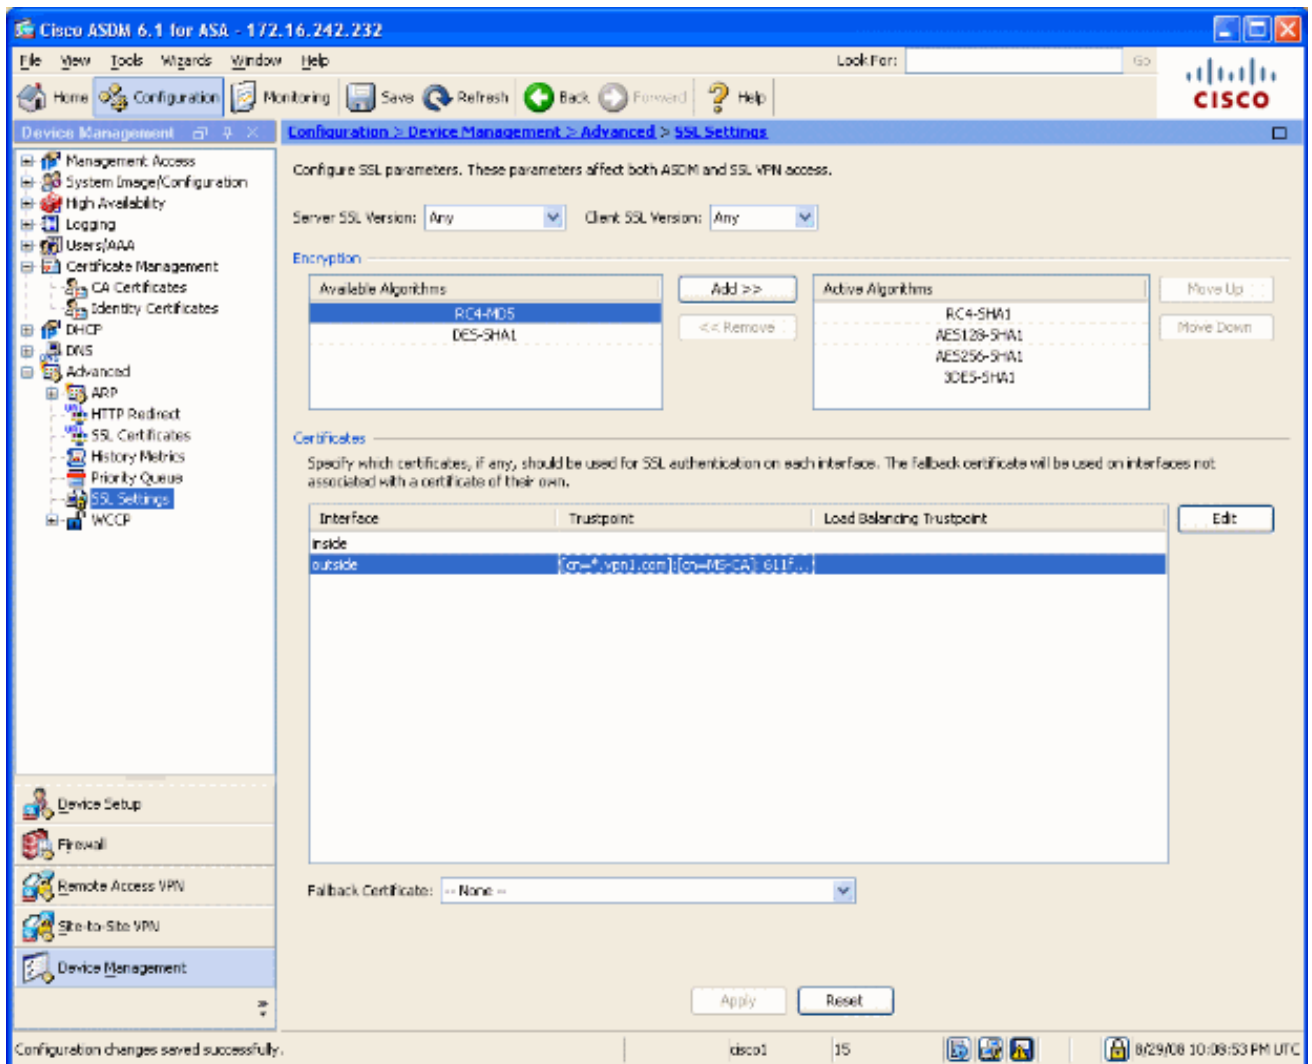 Cisco ASDM 6.1 for ASA - 172.16.242.232
File View Tools Wizards Window Help Look For: Go
Home Configuration Monitoring Save Refresh Back Forward Help
CISCO
Device Management
Configuration > Device Management > Advanced > SSL Settings
Management Access
System Image/Configuration
High Availability
Logging
Users/AAA
Certificate Management
CA Certificates
Identity Certificates
DHCP
DNS
Advanced
ARP
HTTP Redirect
SSL Certificates
History Metrics
Priority Queue
SSL Settings
WCCP
Device Setup
Firewall
Remote Access VPN
Site-to-Site VPN
Device Management
Configure SSL parameters. These parameters affect both ASDM and SSL VPN access.
Server SSL Version: Any Client SSL Version: Any
Encryption
Available Algorithms
RC4-MD5
DES-SHA1
Add >>
<< Remove
Active Algorithms
RC4-SHA1
AES128-SHA1
AES256-SHA1
3DES-SHA1
Move Up
Move Down
Certificates
Specify which certificates, if any, should be used for SSL authentication on each interface. The fallback certificate will be used on interfaces not
associated with a certificate of their own.
Interface Trustpoint Load Balancing Trustpoint
inside
outside [cn=*.vpn1.com]:[cn=MS-CA]: 611f...
Edit
Fallback Certificate: -- None --
Apply Reset
Configuration changes saved successfully. cisco1 15 8/29/08 10:08:53 PM UTC